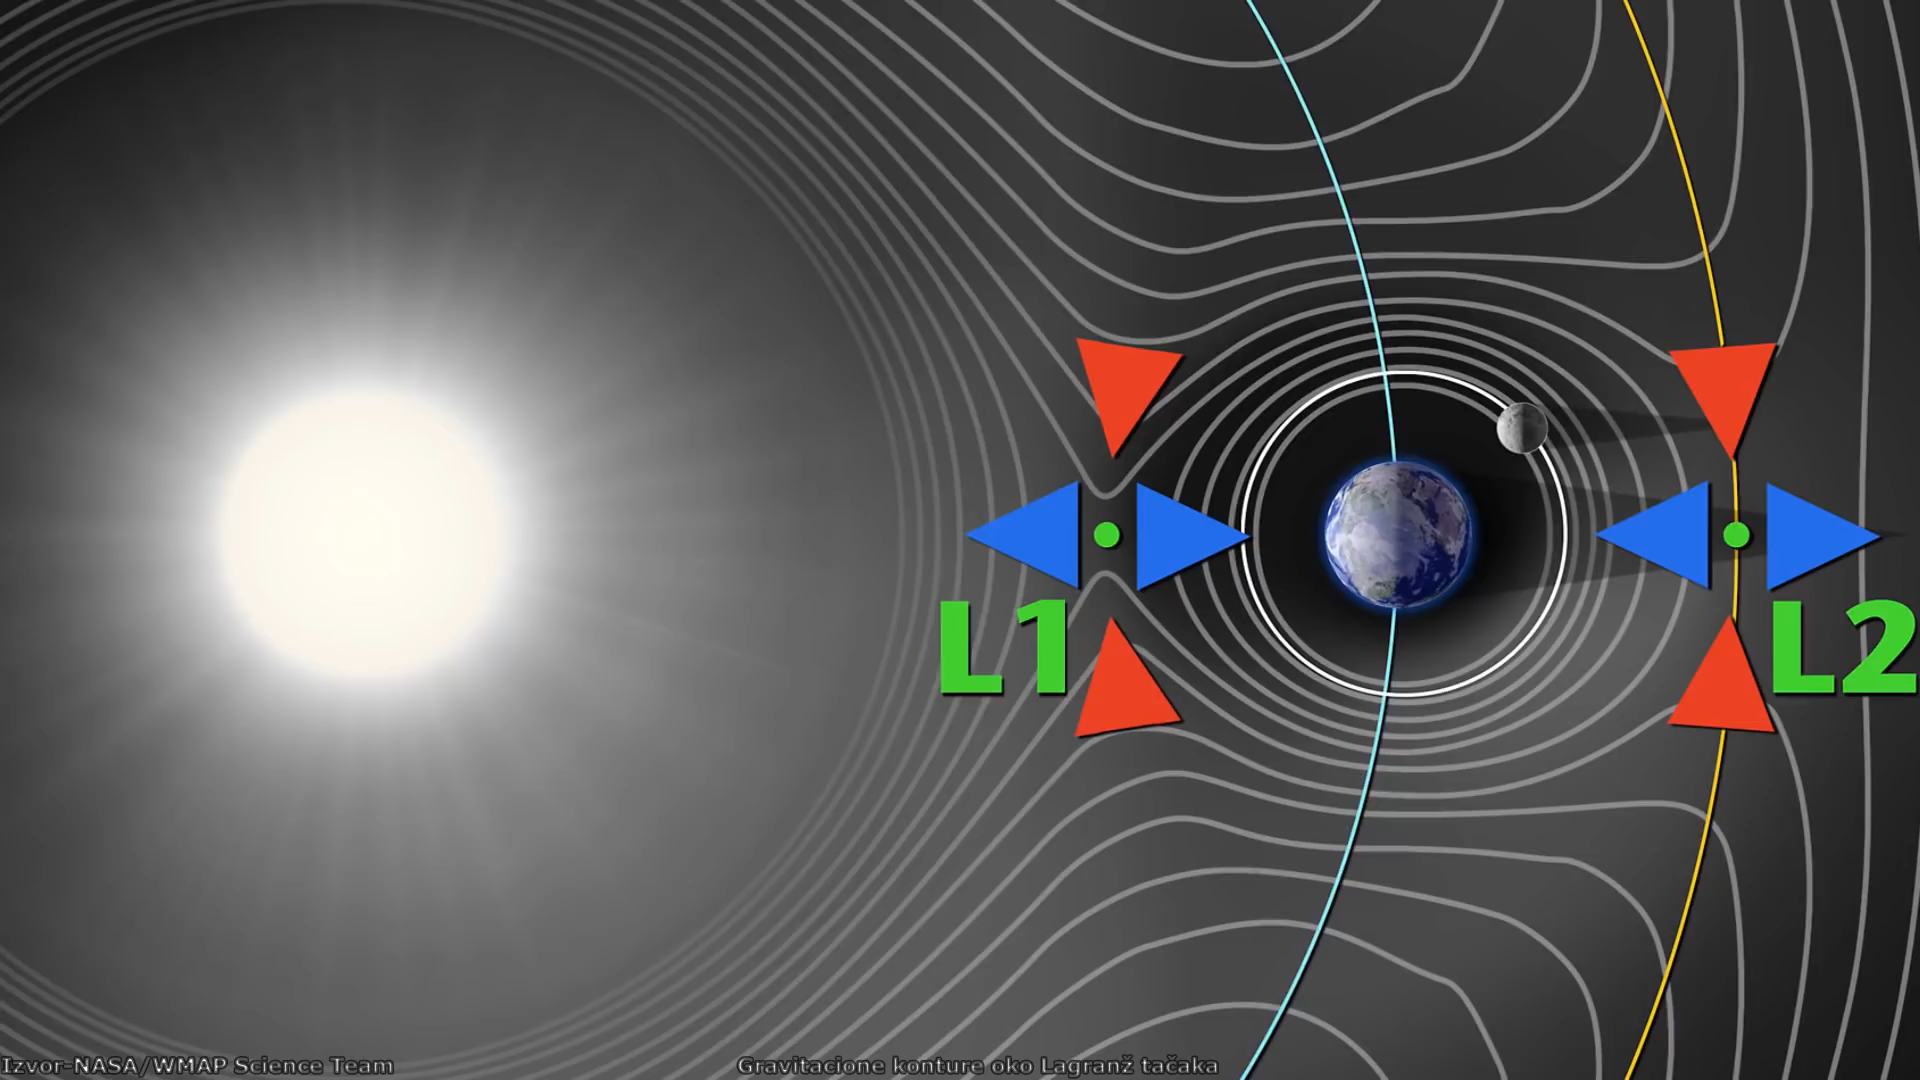 L1
L2
Izvor-NASA/WMAP Science Team
Gravitacione konture oko Lagranž tačaka